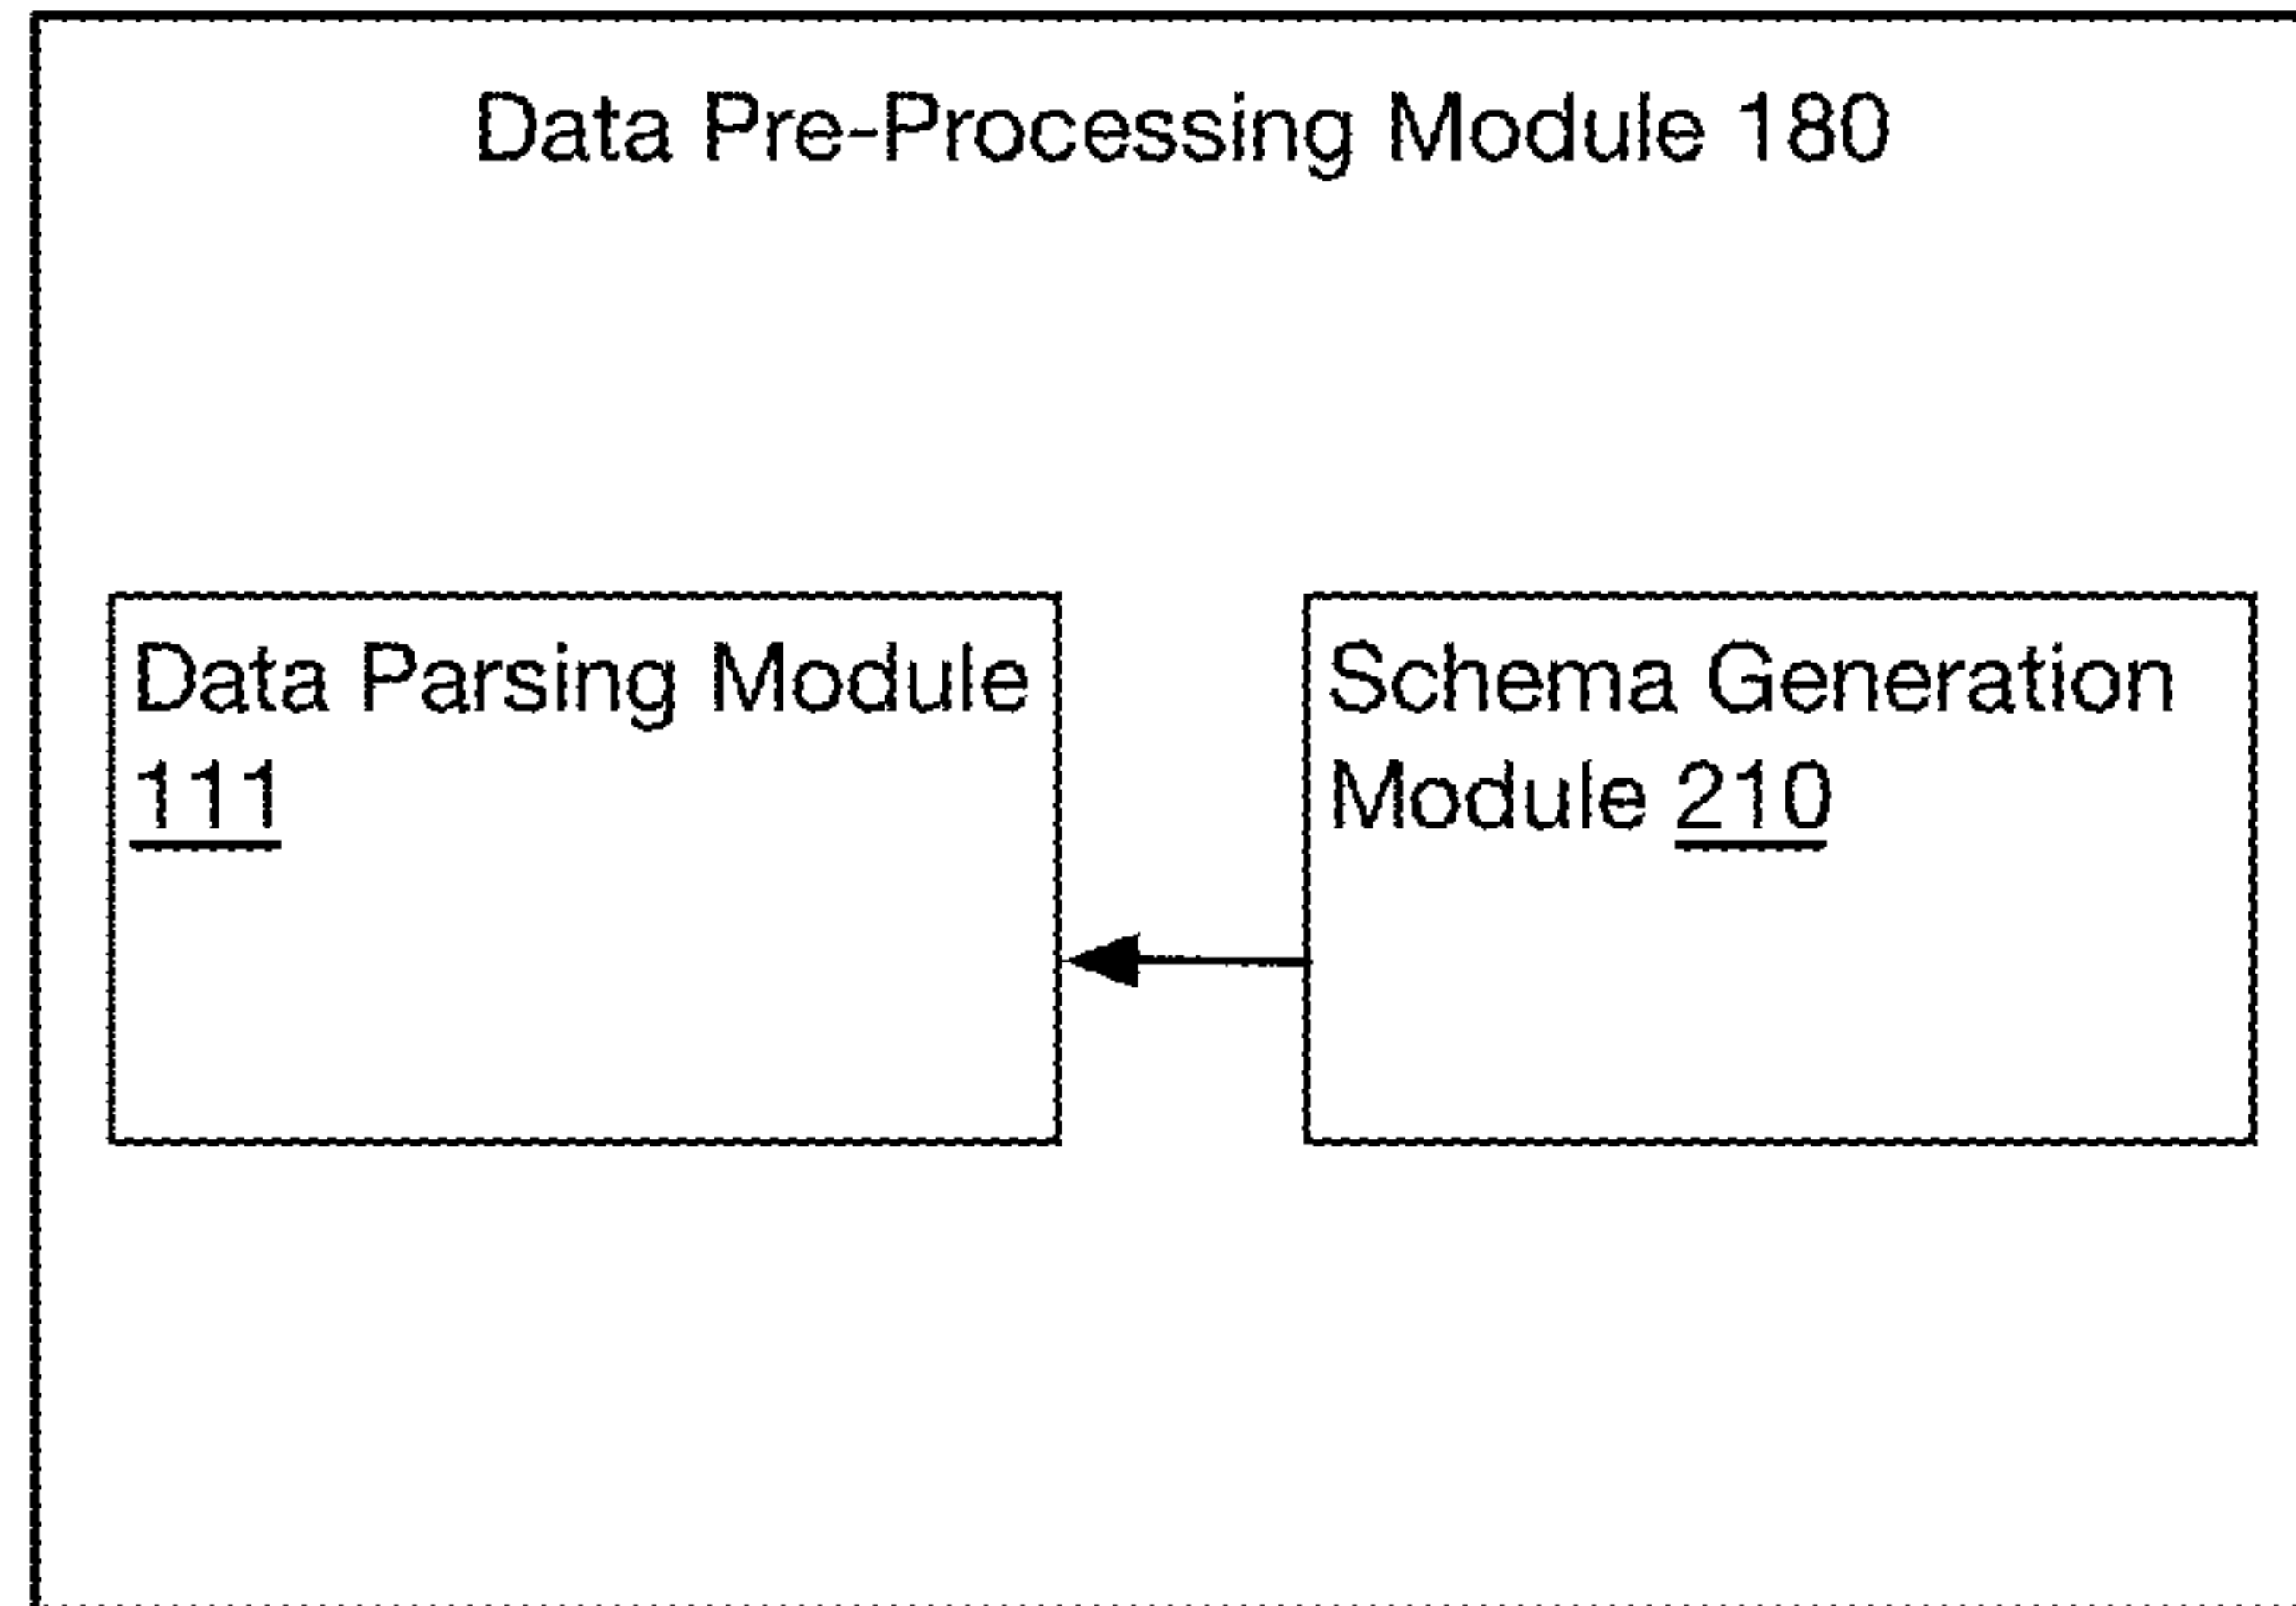 Data Pre-Processing Module 180
Data Parsing Module
111
Schema Generation
Module 210